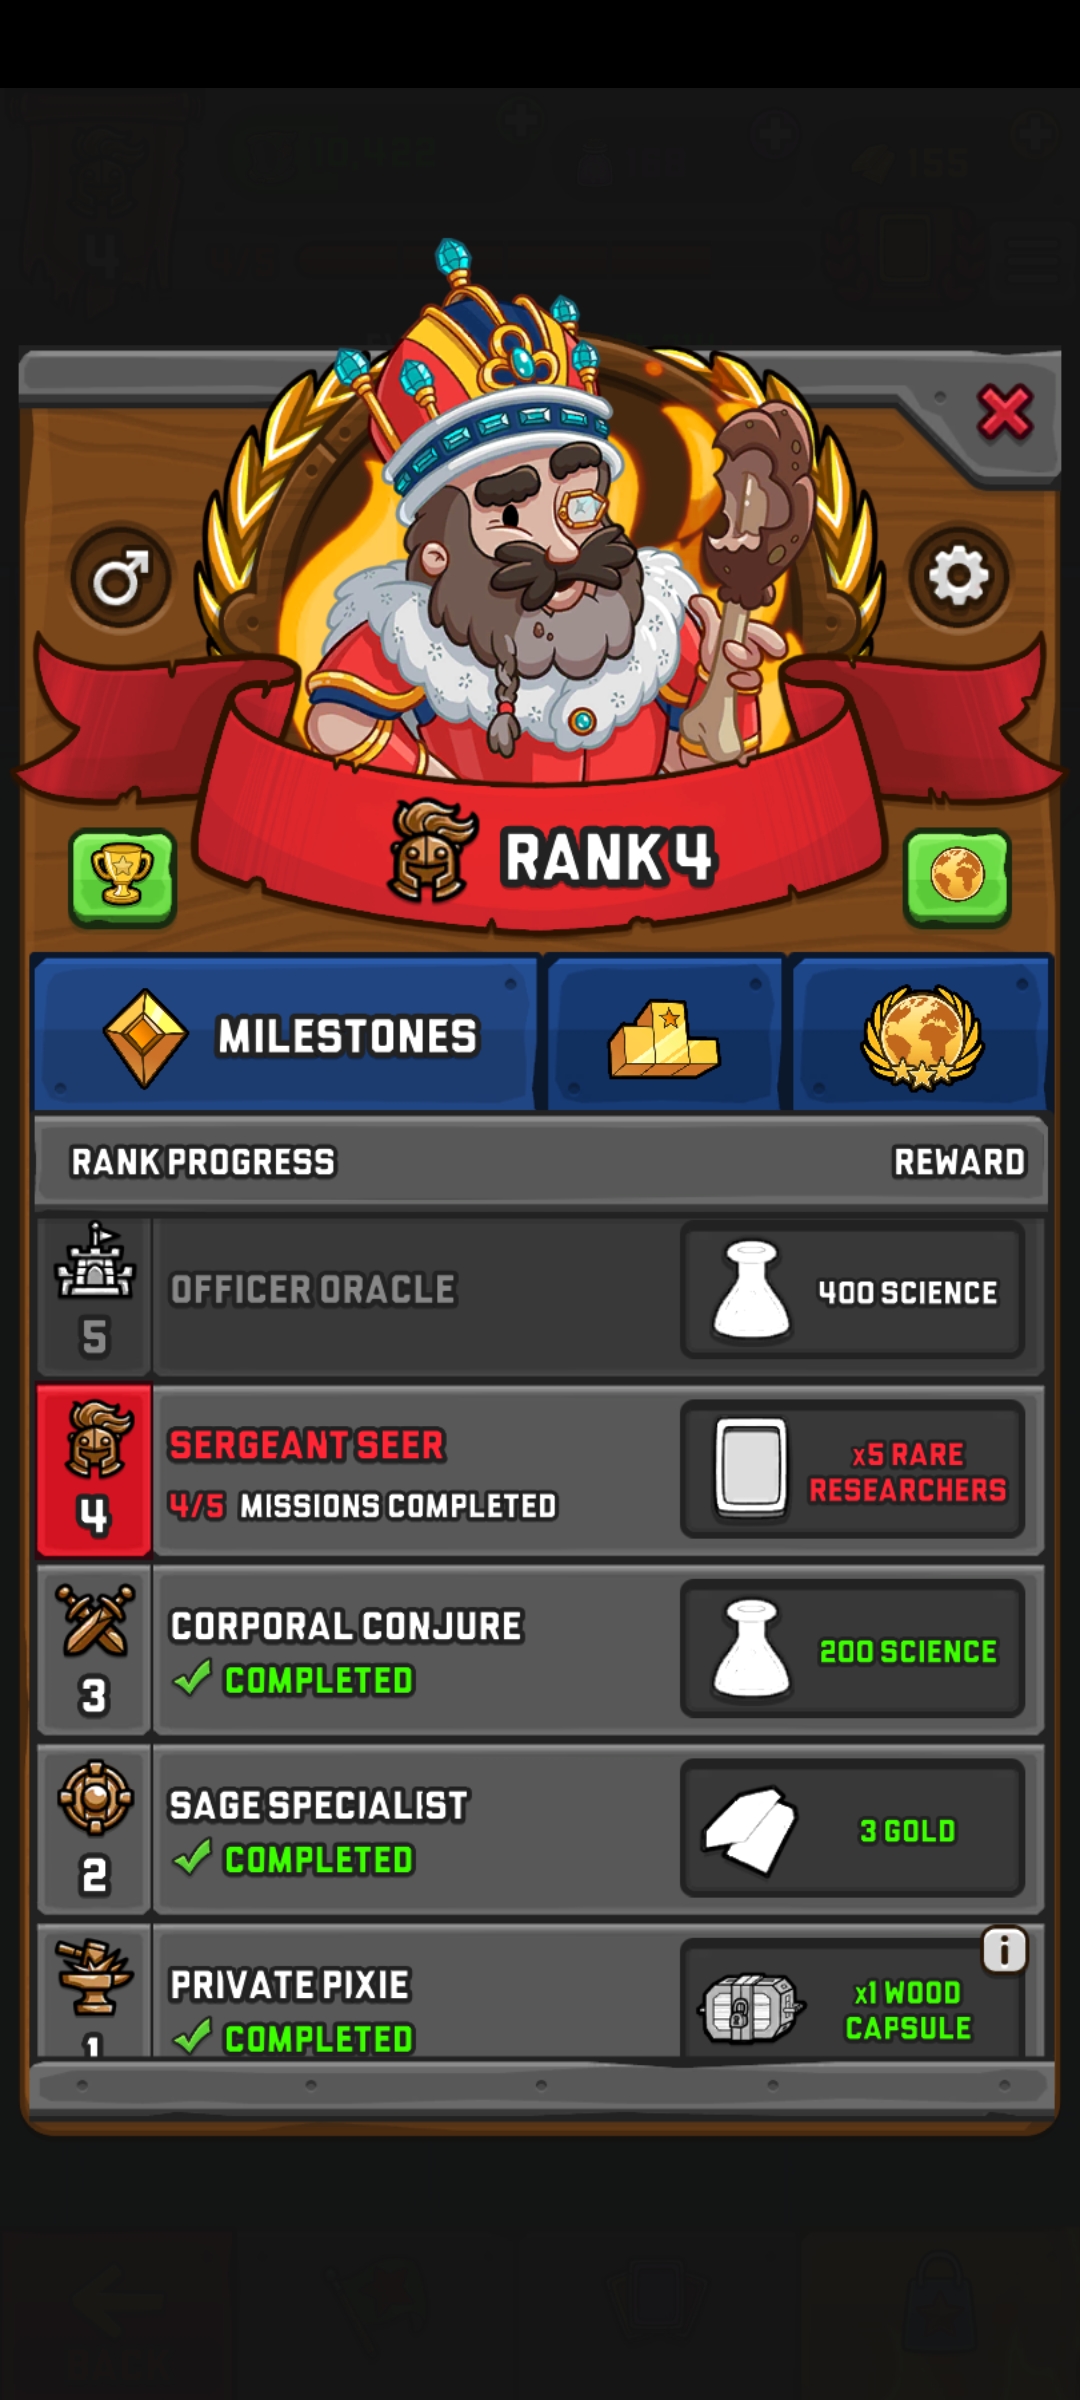 155
4
RANK 4
MILESTONES
RANK PROGRESS
REWARD
5
OFFICER ORACLE
400 SCIENCE
4
SERGEANT SEER
4/5 MISSIONS COMPLETED
x5 RARE
RESEARCHERS
3
CORPORAL CONJURE
COMPLETED
200 SCIENCE
2
SAGE SPECIALIST
COMPLETED
3 GOLD
1
PRIVATE PIXIE
COMPLETED
i
x1 WOOD
CAPSULE